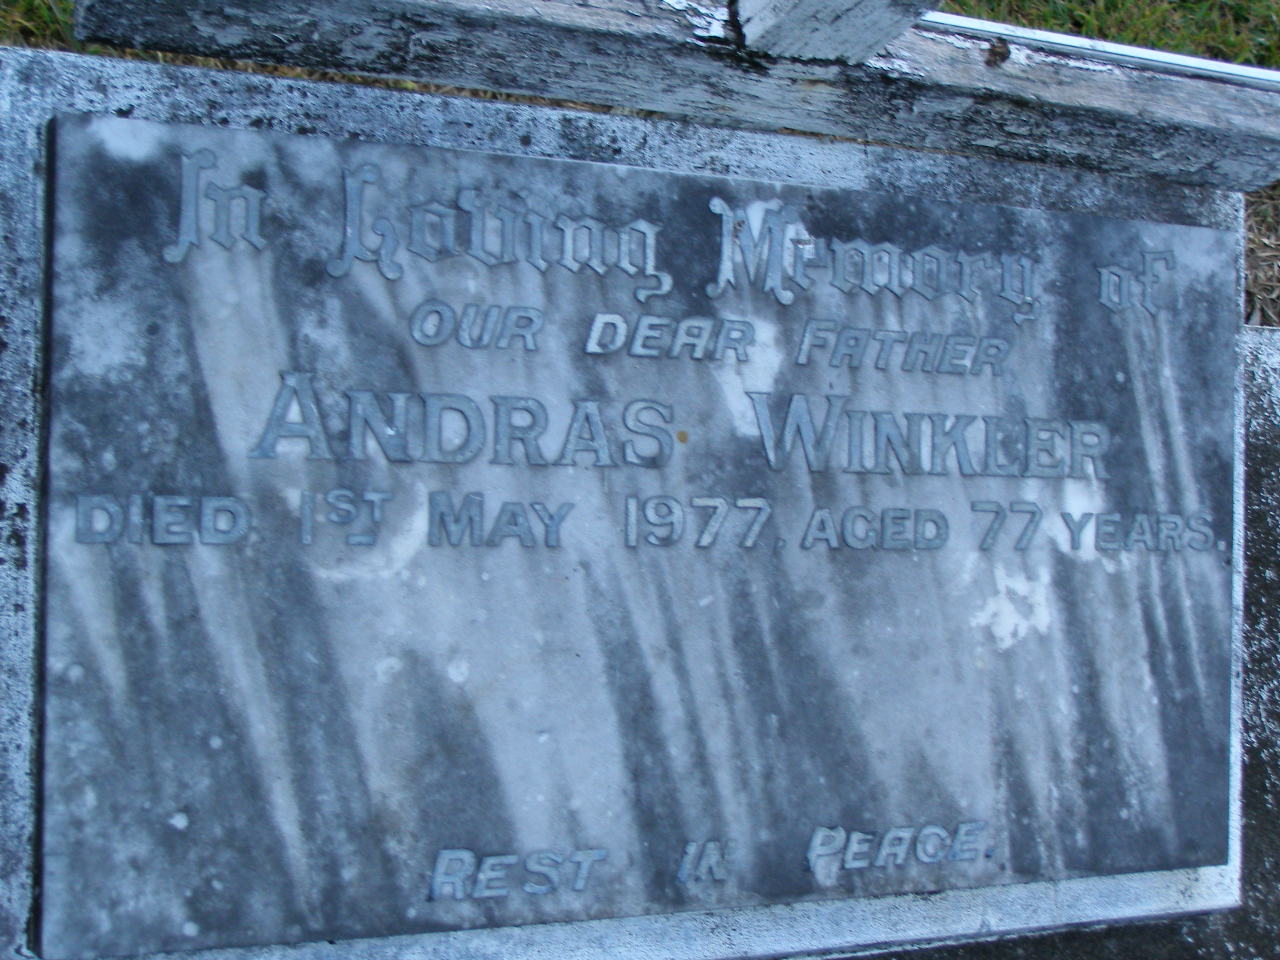 In Loving Memory of
OUR DEAR FATHER
ANDRAS WINKLER
DIED 1ST MAY 1977, AGED 77 YEARS.
REST IN PEACE.